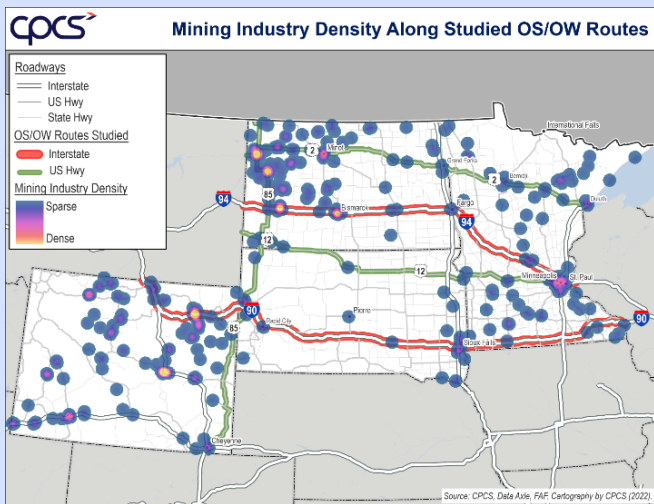 cpcs
Mining Industry Density Along Studied OS/OW Routes
Roadways
Interstate
US Hwy
State Hwy
OS/OW Routes Studied
Interstate
US Hwy
Mining Industry Density
Sparse
Dense
International Falls
2
Minot
Grand Forks
2
Bemidji
85
Duluth
94
Bismarck
Fargo
94
12
12
Minneapolis
St. Paul
90
Pierre
85
Rapid City
90
Sioux Falls
Cheyenne
Source: CPCS, Data Axle, FAF. Cartography by CPCS (2022)